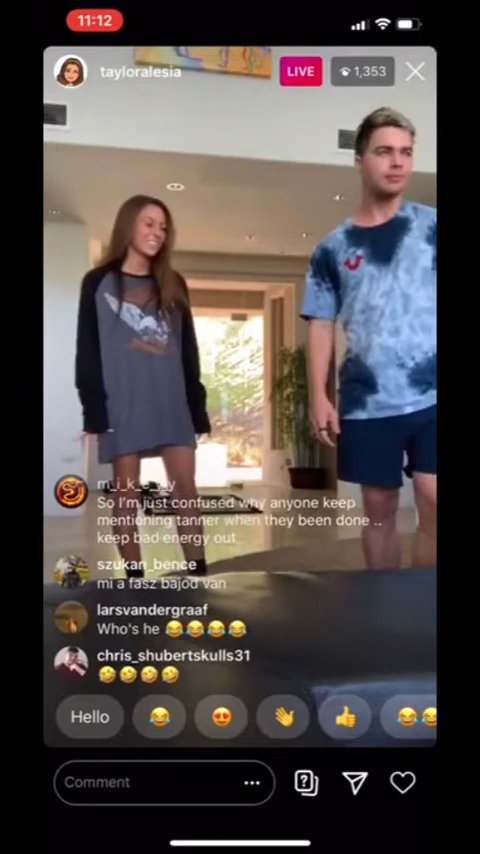 11:12
tayloralesia
LIVE
1,353
m_i_k_e_y
So I'm just confused why anyone keep
mentioning tanner when they been done ..
keep bad energy out
szukan_bence
mi a fasz bajod van
larsvandergraaf
Who's he 😂😂😂😂
chris_shubertskulls31
🤣🤣🤣🤣
Hello 😂 😍 👋 👍 😂😂
Comment